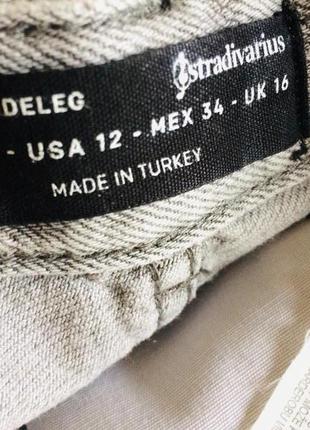 DELEG stradivarius
- USA 12 - MEX 34 - UK 16
MADE IN TURKEY